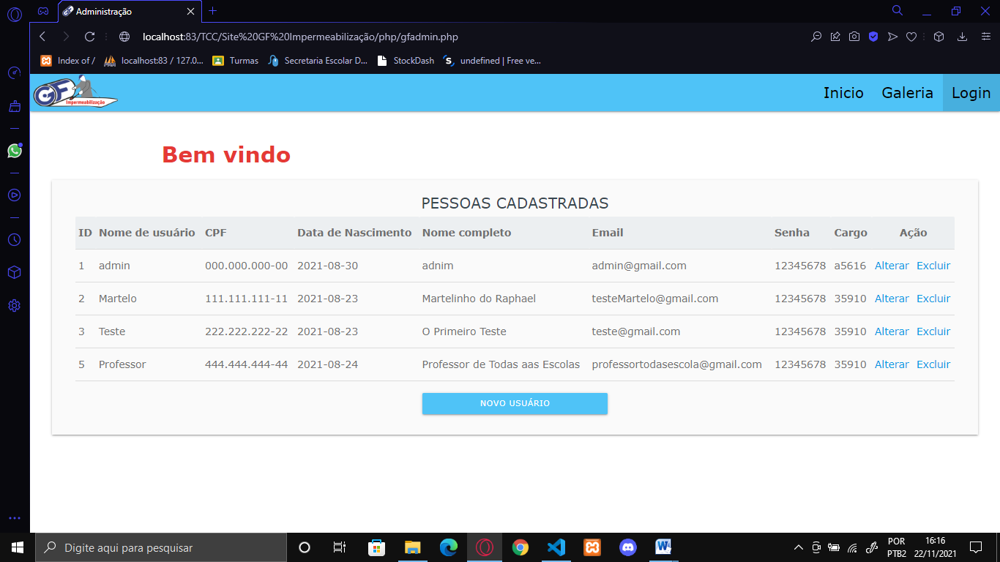 Administração
localhost:83/TCC/Site%20GF%20Impermeabilização/php/gfadmin.php
Index of /
localhost:83 / 127.0...
Turmas
Secretaria Escolar D...
StockDash
undefined | Free ve...
GF
Impermeabilização
Inicio Galeria Login
Bem vindo
PESSOAS CADASTRADAS
ID Nome de usuário CPF Data de Nascimento Nome completo Email Senha Cargo Ação
1 admin 000.000.000-00 2021-08-30 adnim admin@gmail.com 12345678 a5616 Alterar Excluir
2 Martelo 111.111.111-11 2021-08-23 Martelinho do Raphael testeMartelo@gmail.com 12345678 35910 Alterar Excluir
3 Teste 222.222.222-22 2021-08-23 O Primeiro Teste teste@gmail.com 12345678 35910 Alterar Excluir
5 Professor 444.444.444-44 2021-08-24 Professor de Todas aas Escolas professortodasescola@gmail.com 12345678 35910 Alterar Excluir
NOVO USUÁRIO
Digite aqui para pesquisar
POR
PTB2
16:16
22/11/2021